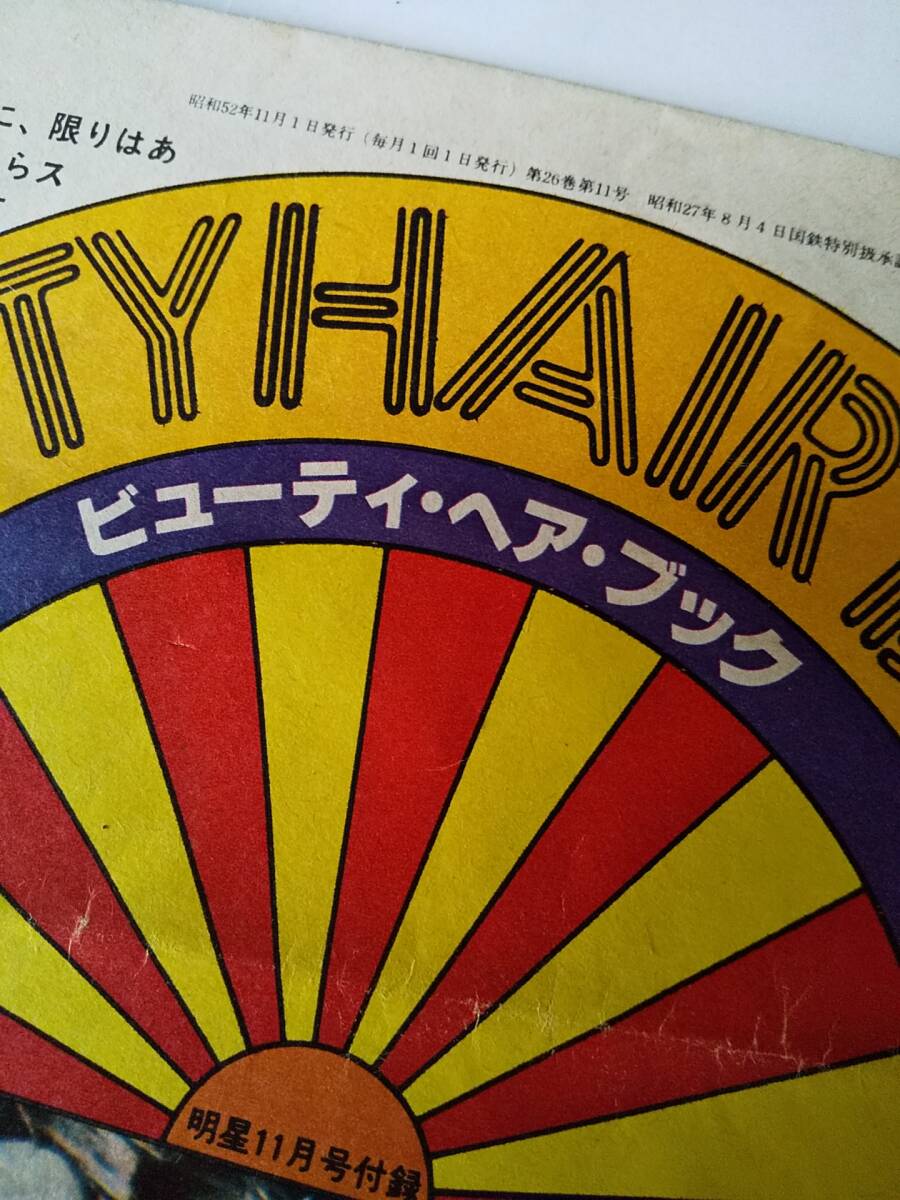 昭和52年11月1日発行(毎月1回1日発行)第26巻第11号 昭和27年8月4日国鉄特別扱承認
に、限りはあ
らス
TYHAIR
ビューティ・ヘア・ブック
明星11月号付録